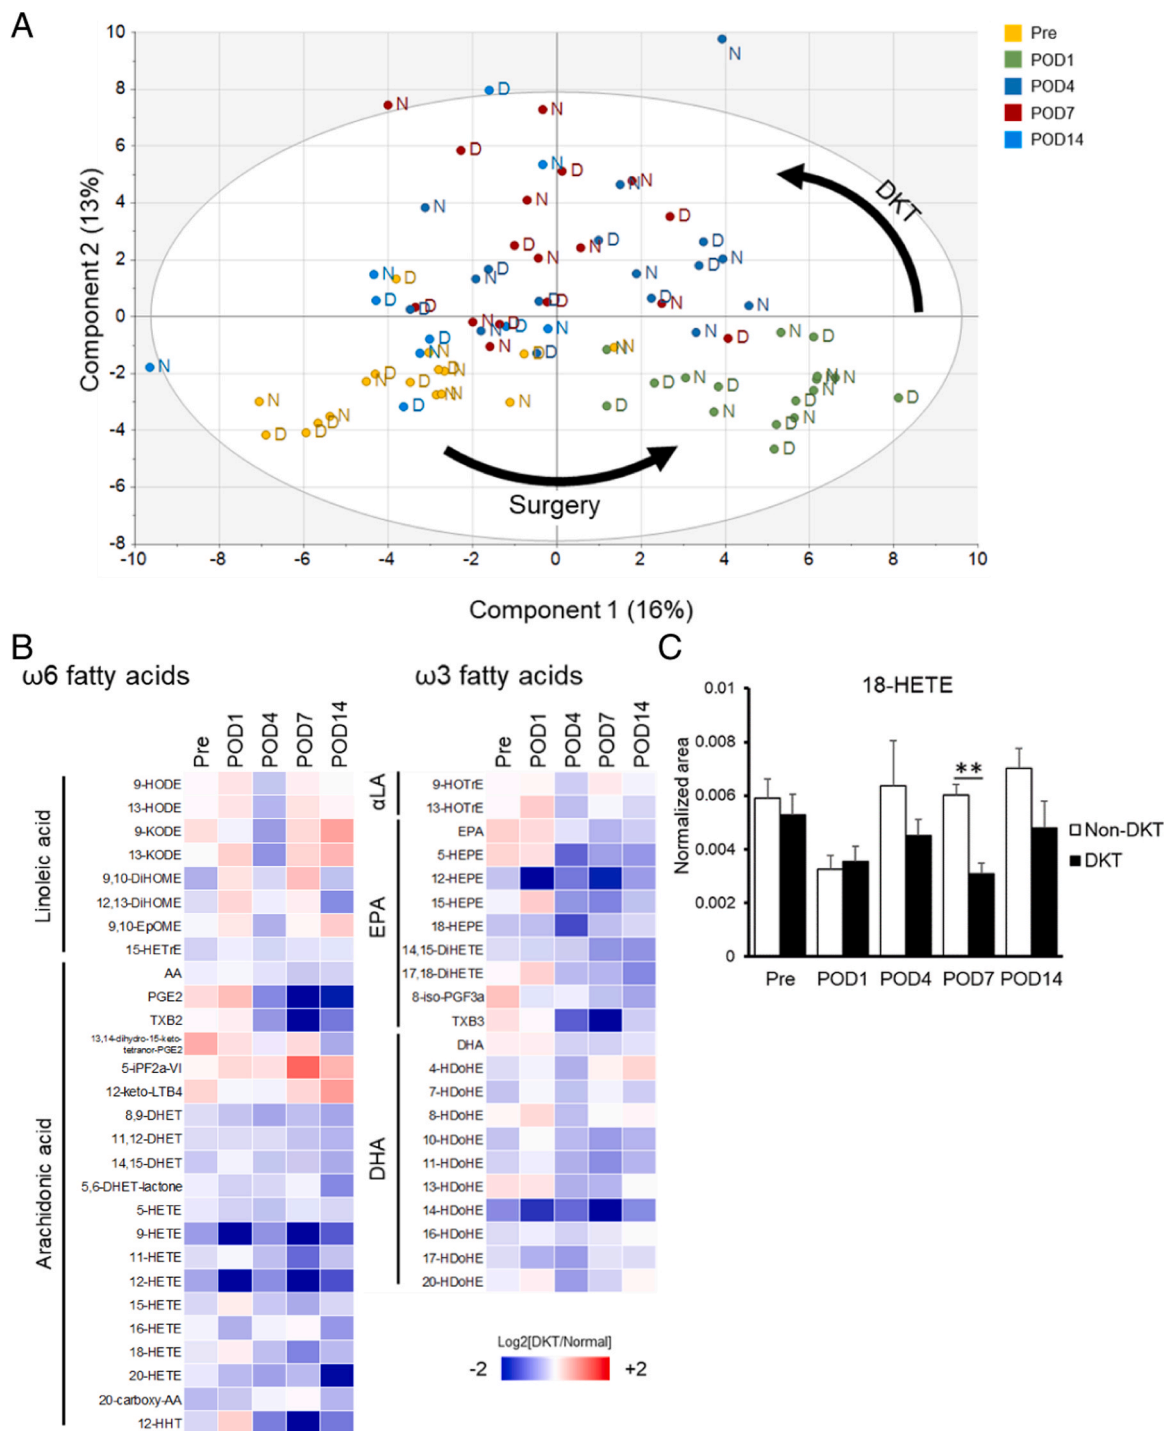 A
Pre
POD1
POD4
POD7
POD14
Component 2 (13%)
10
8
6
4
2
0
-2
-4
-6
-8
-10
-8
-6
-4
-2
0
2
4
6
8
10
DKT
Surgery
Component 1 (16%)
B
ω6 fatty acids
Pre
POD1
POD4
POD7
POD14
Linoleic acid
9-HODE
13-HODE
9-KODE
13-KODE
9,10-DiHOME
12,13-DiHOME
9,10-EpOME
15-HETrE
Arachidonic acid
AA
PGE2
TXB2
13,14-dihydro-15-keto-
tetranor-PGE2
5-iPF2a-VI
12-keto-LTB4
8,9-DHET
11,12-DHET
14,15-DHET
5,6-DHET-lactone
5-HETE
9-HETE
11-HETE
12-HETE
15-HETE
16-HETE
18-HETE
20-HETE
20-carboxy-AA
12-HHT
ω3 fatty acids
Pre
POD1
POD4
POD7
POD14
αLA
9-HOTrE
13-HOTrE
EPA
EPA
5-HEPE
12-HEPE
15-HEPE
18-HEPE
14,15-DiHETE
17,18-DiHETE
8-iso-PGF3a
TXB3
DHA
DHA
4-HDoHE
7-HDoHE
8-HDoHE
10-HDoHE
11-HDoHE
13-HDoHE
14-HDoHE
16-HDoHE
17-HDoHE
20-HDoHE
Log2[DKT/Normal]
-2
+2
C
18-HETE
Normalized area
0.01
0.008
0.006
0.004
0.002
0
**
Non-DKT
DKT
Pre
POD1
POD4
POD7
POD14